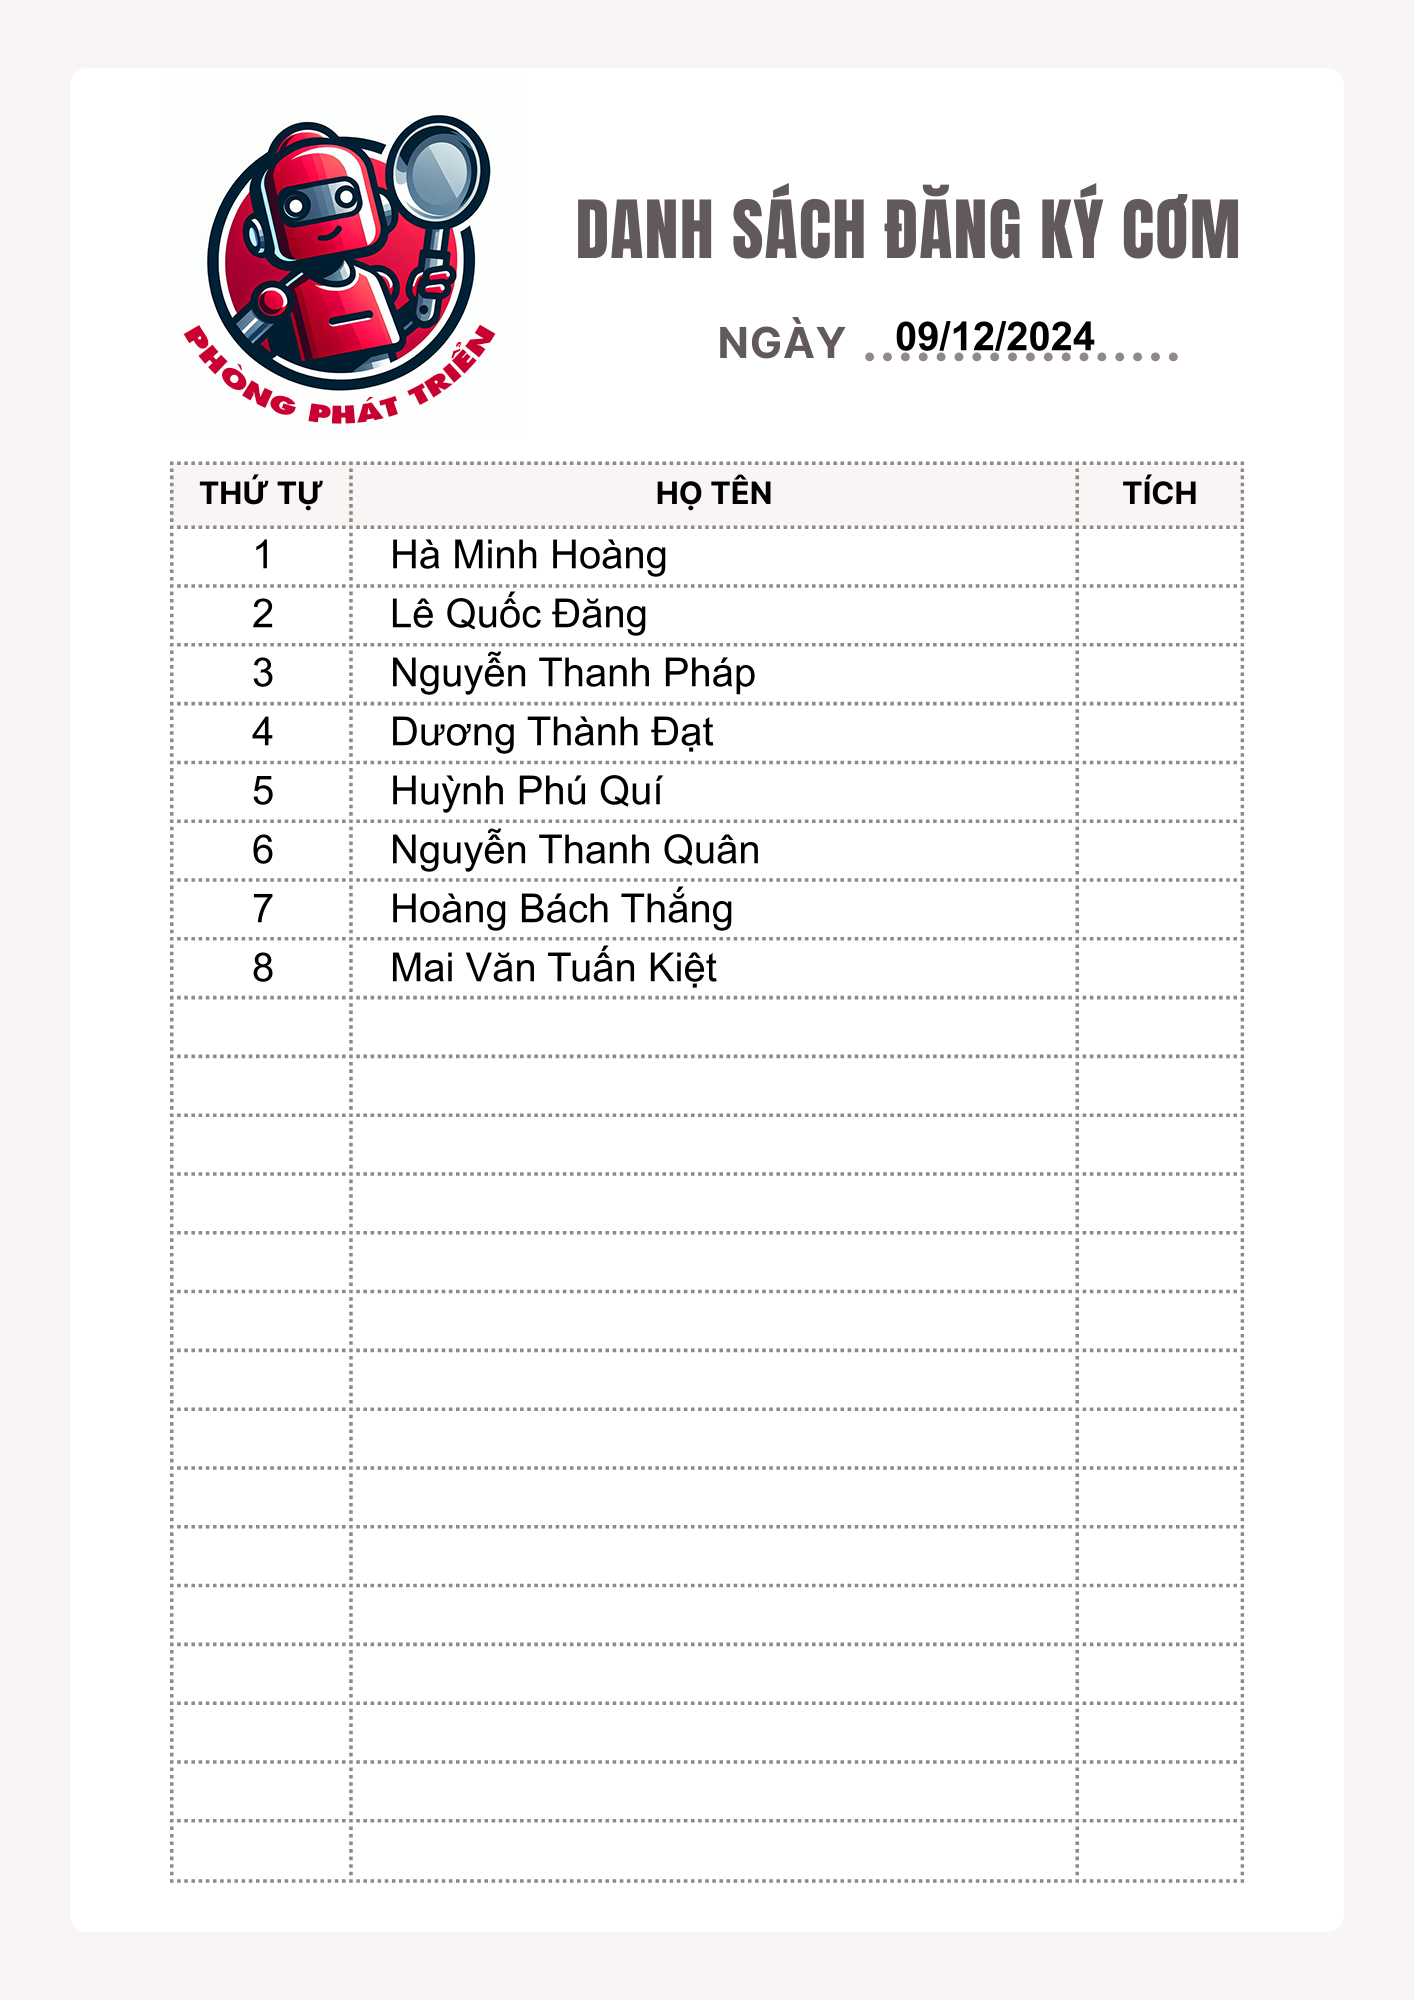 PHÒNG PHÁT TRIỂN
DANH SÁCH ĐĂNG KÝ CƠM
NGÀY 09/12/2024
THỨ TỰ HỌ TÊN TÍCH
1 Hà Minh Hoàng
2 Lê Quốc Đăng
3 Nguyễn Thanh Pháp
4 Dương Thành Đạt
5 Huỳnh Phú Quí
6 Nguyễn Thanh Quân
7 Hoàng Bách Thắng
8 Mai Văn Tuấn Kiệt